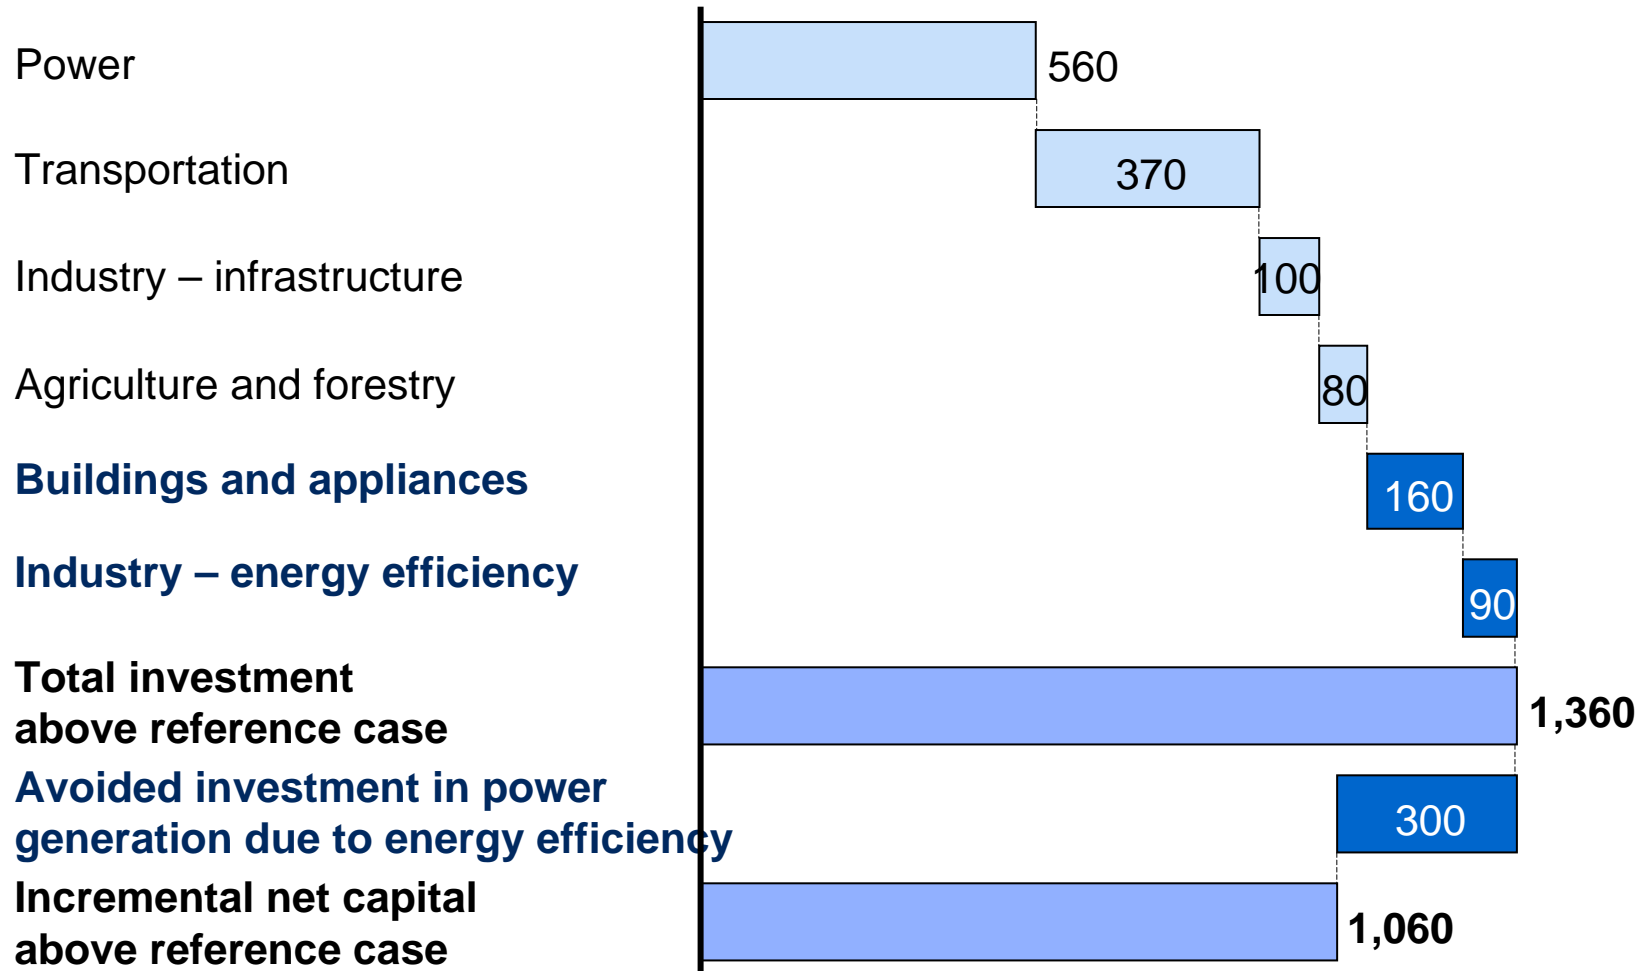 Power
560
Transportation
370
Industry – infrastructure
100
Agriculture and forestry
80
Buildings and appliances
160
Industry – energy efficiency
90
Total investment
above reference case
1,360
Avoided investment in power
generation due to energy efficiency
300
Incremental net capital
above reference case
1,060